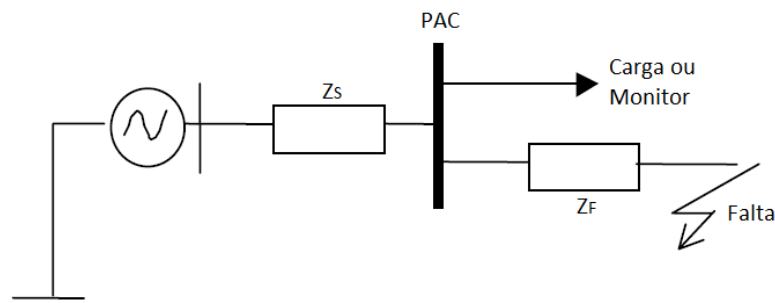 PAC
Zs
Carga ou
Monitor
ZF
Falta